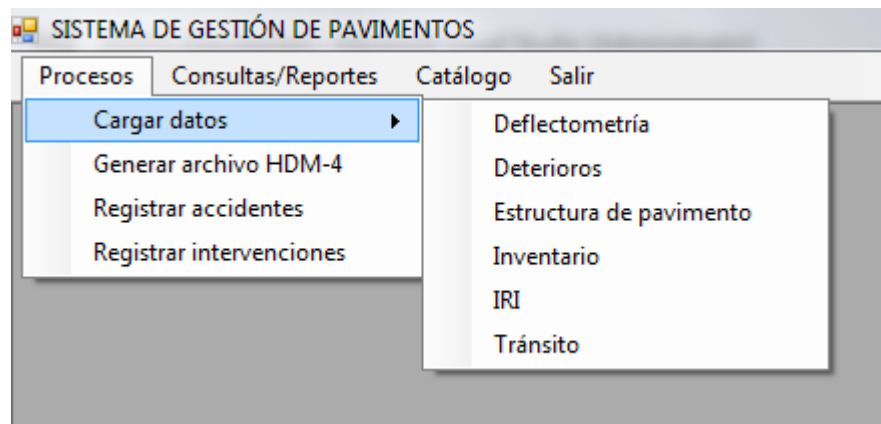 SISTEMA DE GESTIÓN DE PAVIMENTOS
Procesos Consultas/Reportes Catálogo Salir
Cargar datos
Generar archivo HDM-4
Registrar accidentes
Registrar intervenciones
Deflectometría
Deterioros
Estructura de pavimento
Inventario
IRI
Tránsito